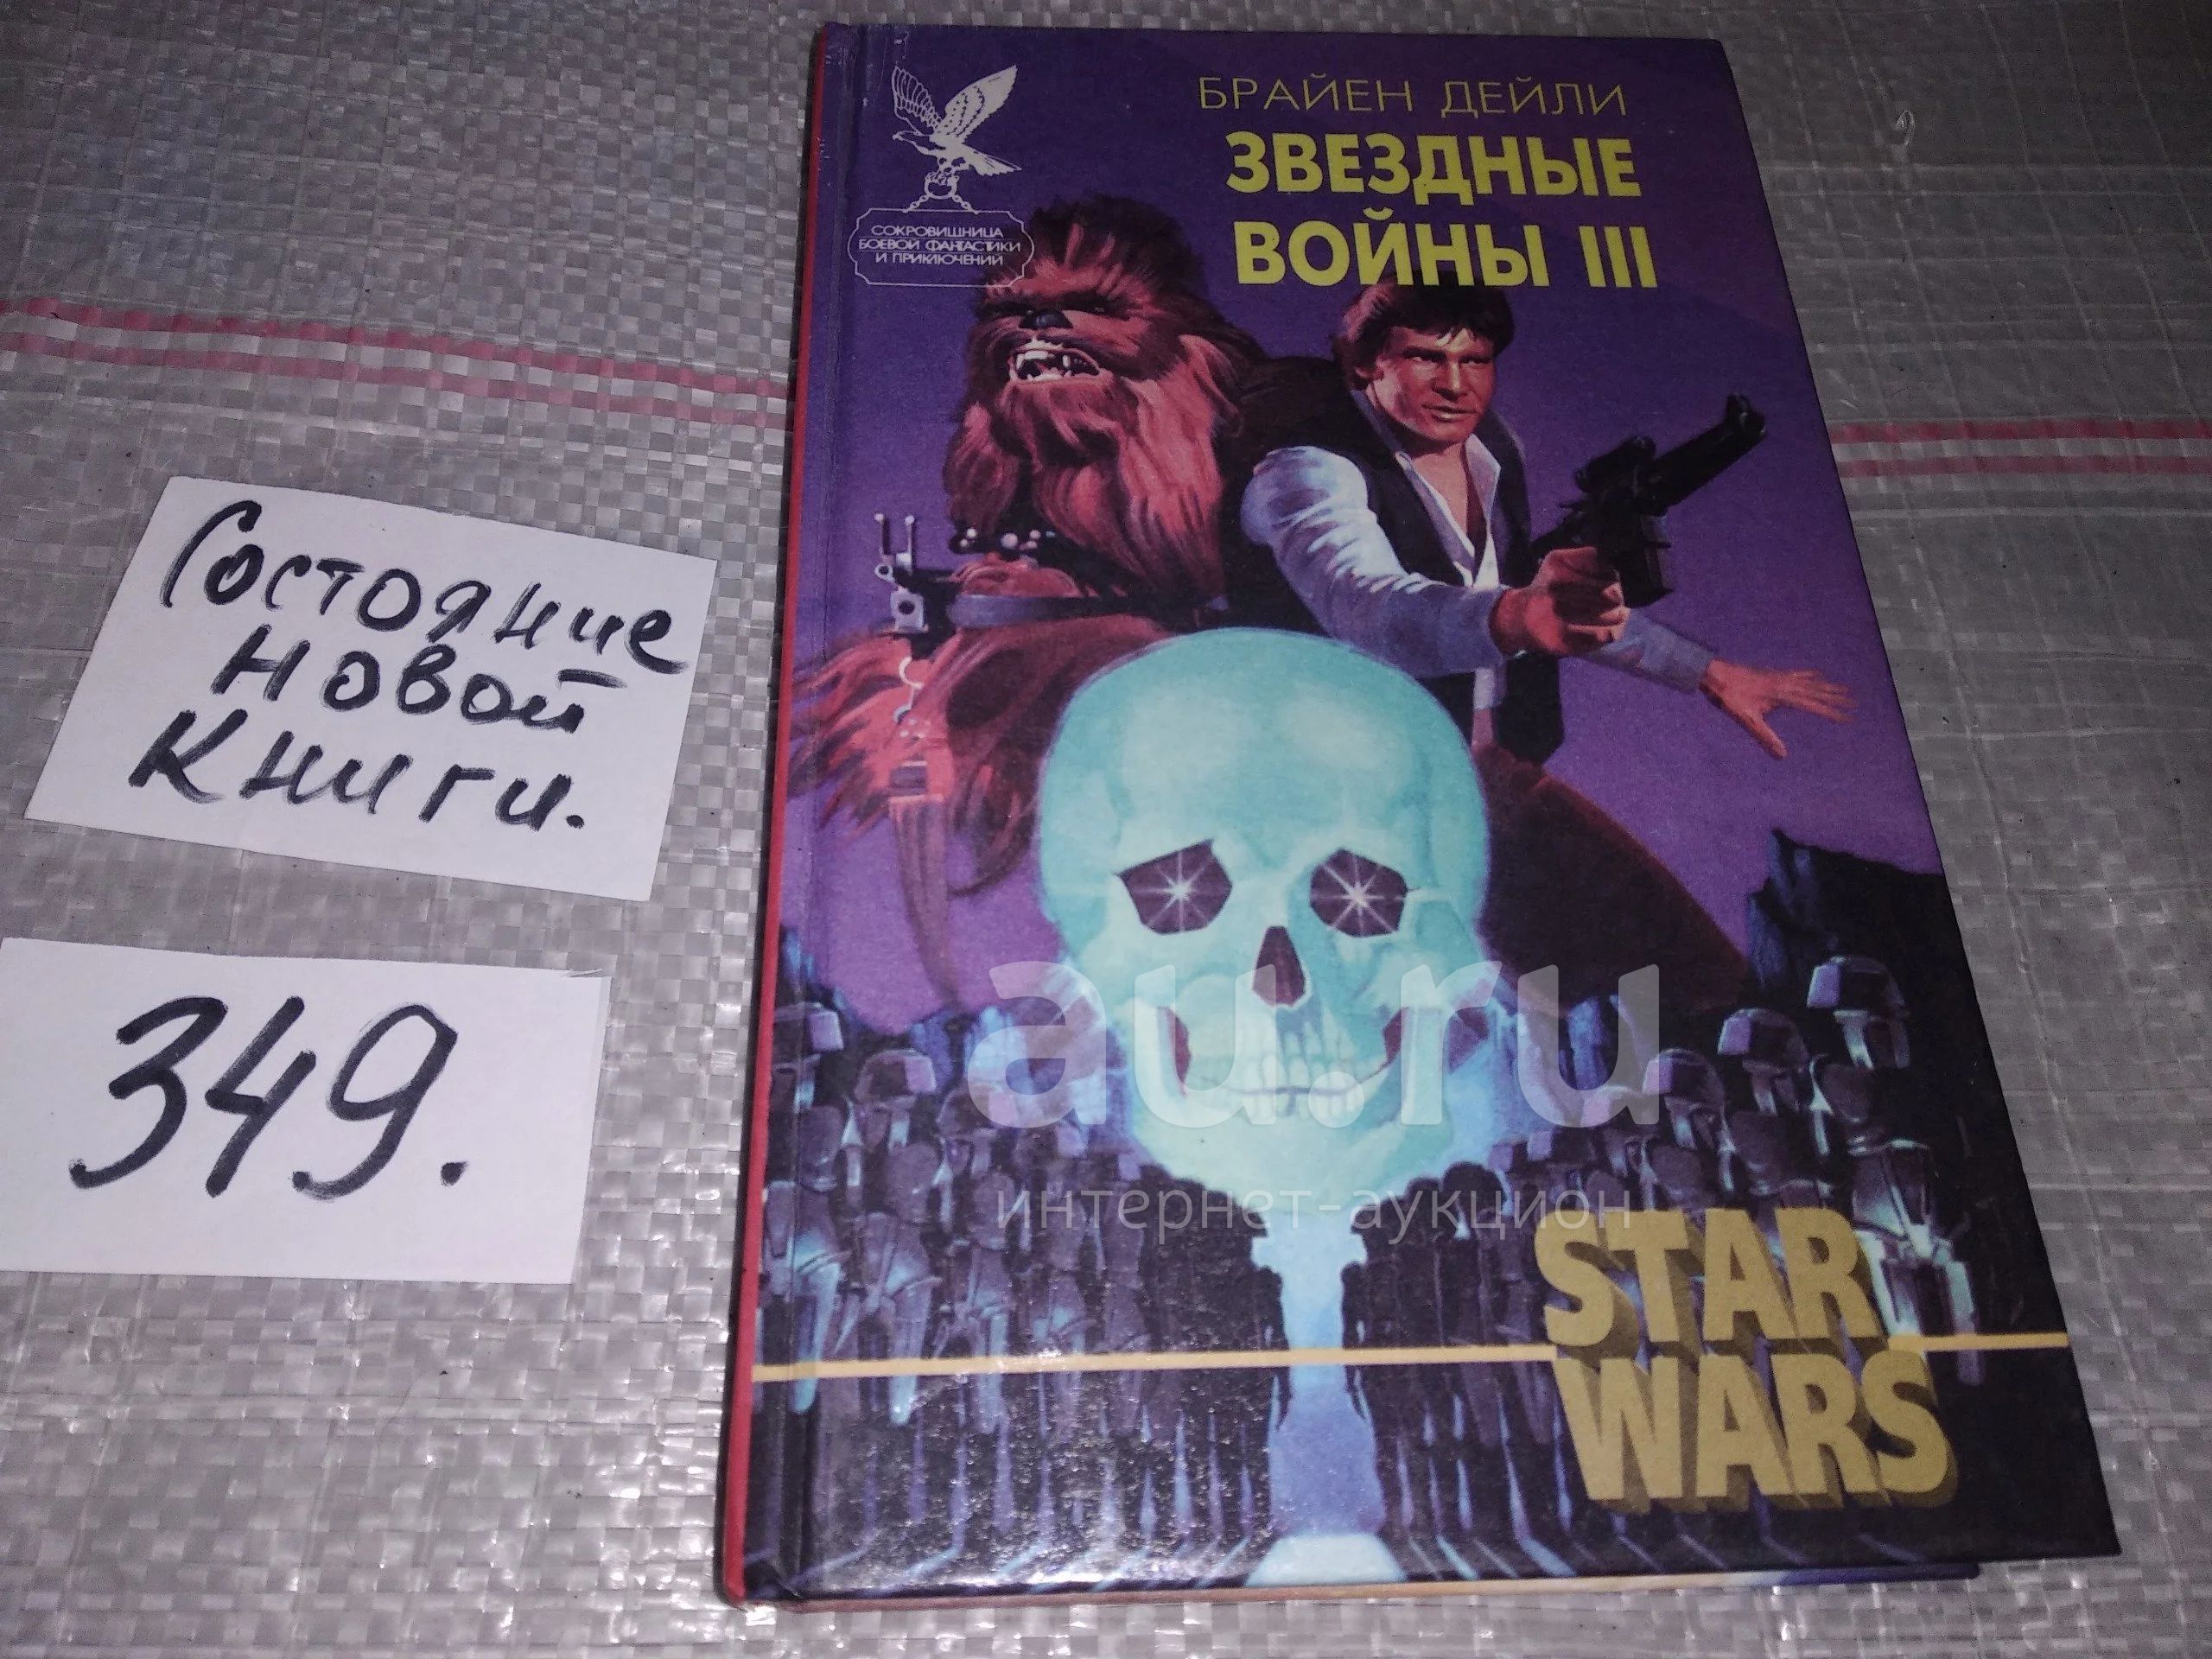 БРАЙЕН ДЕЙЛИ
ЗВЕЗДНЫЕ
ВОЙНЫ III
СОКРОВИЩНИЦА
БОЕВОЙ ФАНТАСТИКИ
И ПРИКЛЮЧЕНИЙ
Состояние
новой
книги.
349.
au.ru
интернет-аукцион
STAR
WARS